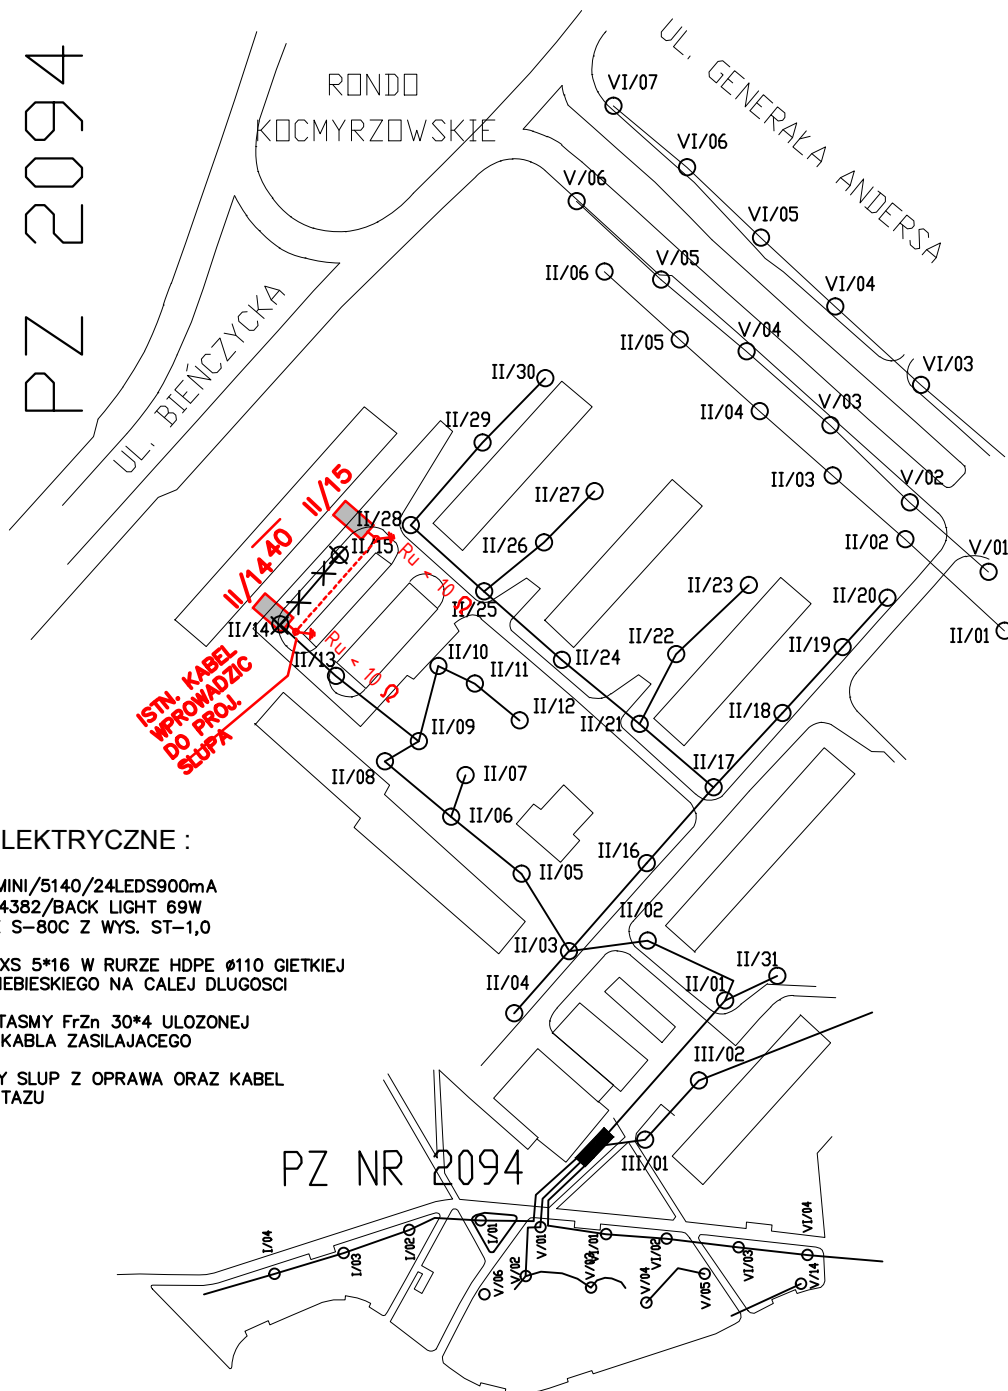 PZ 2094
RONDO
KOCMYRZOWSKIE
UL. GENERAŁA ANDERSA
UL. BIEŃCZYCKA
VI/07
VI/06
V/06
VI/05
V/05
II/06
VI/04
II/05
V/04
VI/03
II/30
II/04
V/03
II/29
II/03
V/02
II/27
II/15
II/28
II/02
V/01
II/26
II/15
40
II/14
Ru < 10 Ω
II/23
II/25
II/20
II/14
II/01
II/22
II/19
II/13
Ru < 10 Ω
II/10
II/24
II/11
ISTN. KABEL
WPROWADZIC
DO PROJ.
SŁUPA
II/12
II/21
II/18
II/09
II/08
II/07
II/17
II/06
LEKTRYCZNE :
II/16
II/05
MINI/5140/24LEDS900mA
4382/BACK LIGHT 69W
S-80C Z WYS. ST-1,0
II/02
II/03
XS 5*16 W RURZE HDPE ø110 GIETKIEJ
IEBIESKIEGO NA CALEJ DLUGOSCI
II/31
II/01
II/04
TASMY FrZn 30*4 ULOZONEJ
KABLA ZASILAJACEGO
III/02
Y SLUP Z OPRAWA ORAZ KABEL
TAZU
III/01
PZ NR 2094
I/04
I/03
I/02
I/01
V/01
VI/01
VI/02
VI/03
VI/04
V/06
V/02
V/03
V/04
V/05
V/14